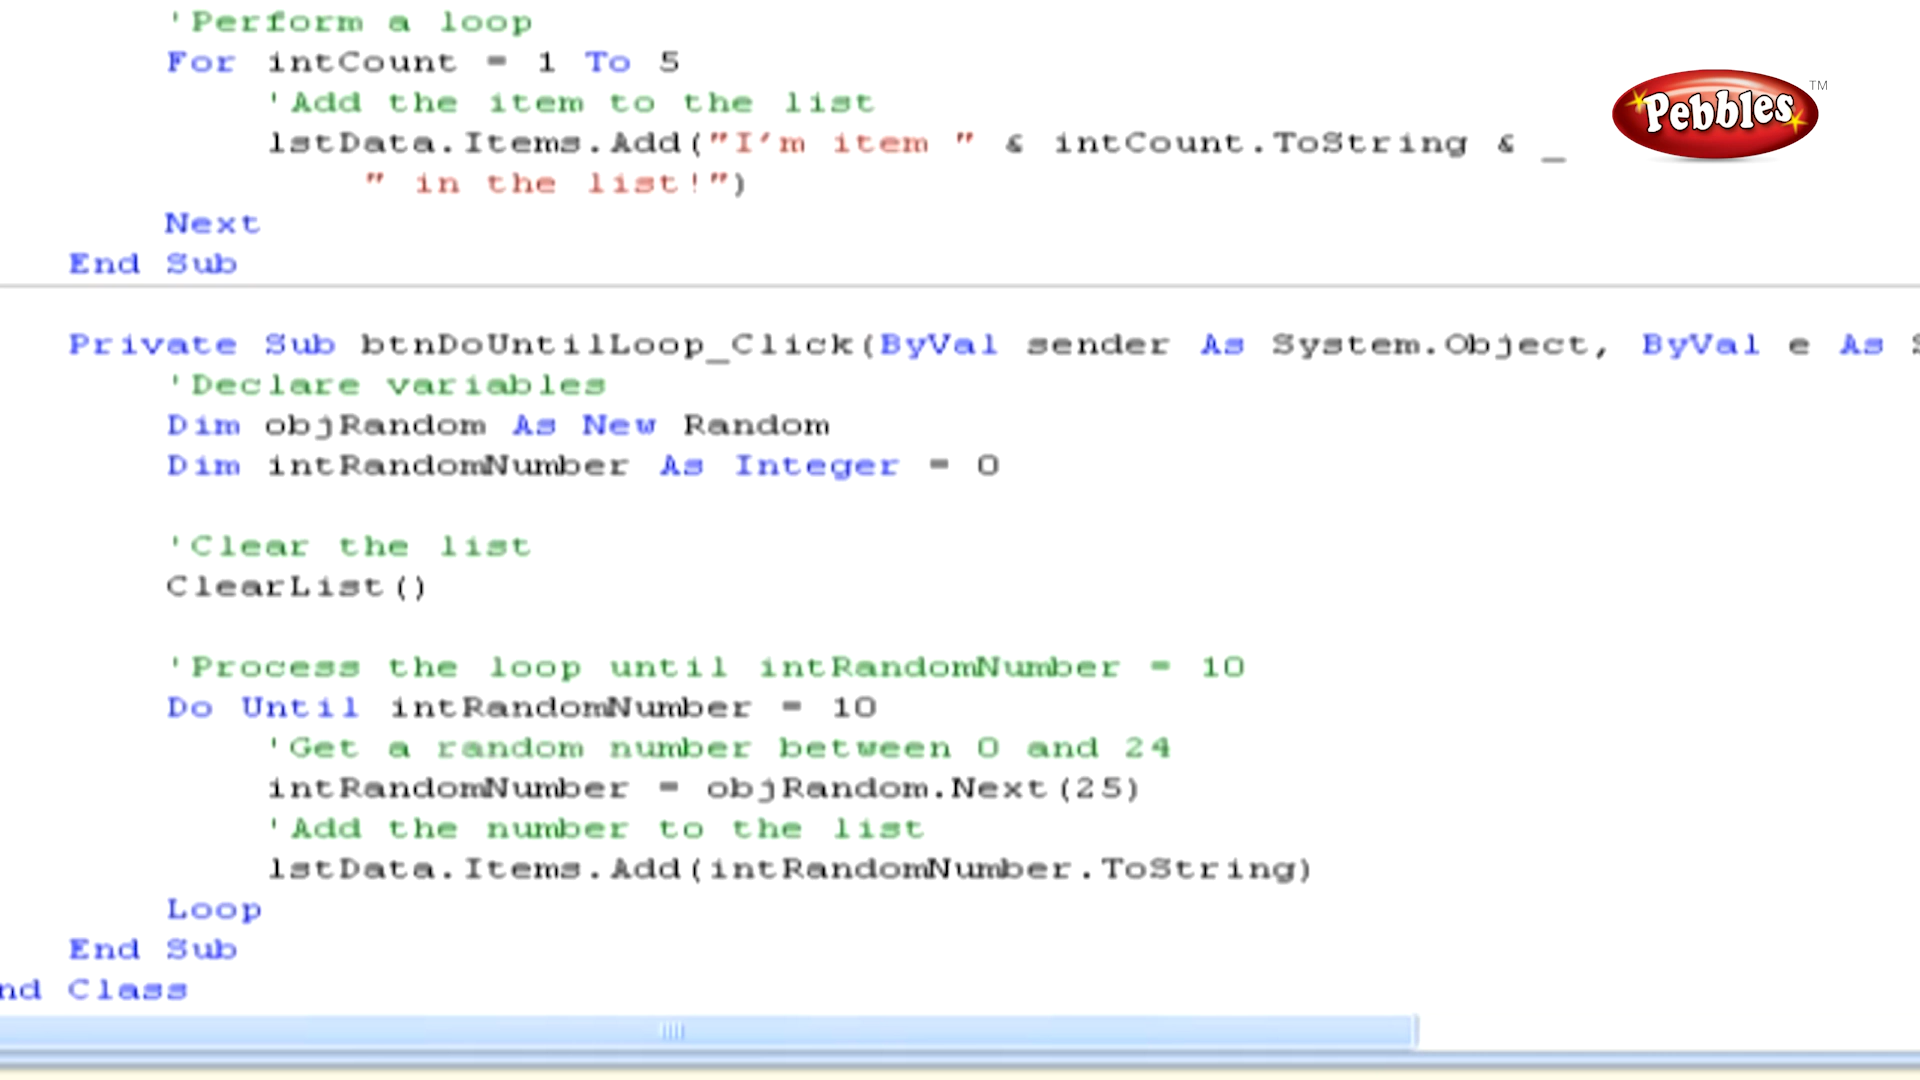 'Perform a loop
For intCount = 1 To 5
'Add the item to the list
lstData.Items.Add("I'm item " & intCount.ToString & _
" in the list!")
Next
End Sub
Pebbles TM
Private Sub btnDoUntilLoop_Click(ByVal sender As System.Object, ByVal e As S
'Declare variables
Dim objRandom As New Random
Dim intRandomNumber As Integer = 0
'Clear the list
ClearList()
'Process the loop until intRandomNumber = 10
Do Until intRandomNumber = 10
'Get a random number between 0 and 24
intRandomNumber = objRandom.Next(25)
'Add the number to the list
lstData.Items.Add(intRandomNumber.ToString)
Loop
End Sub
nd Class